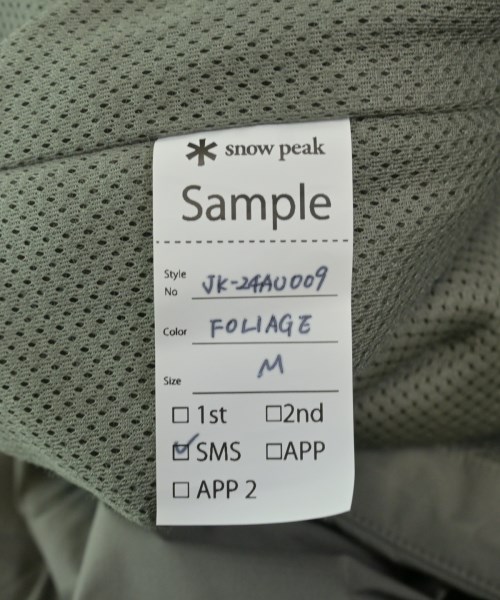 snow peak
Sample
Style No JK-24AU009
Color FOLIAGE
Size M
☐ 1st ☐ 2nd
☑ SMS ☐ APP
☐ APP 2